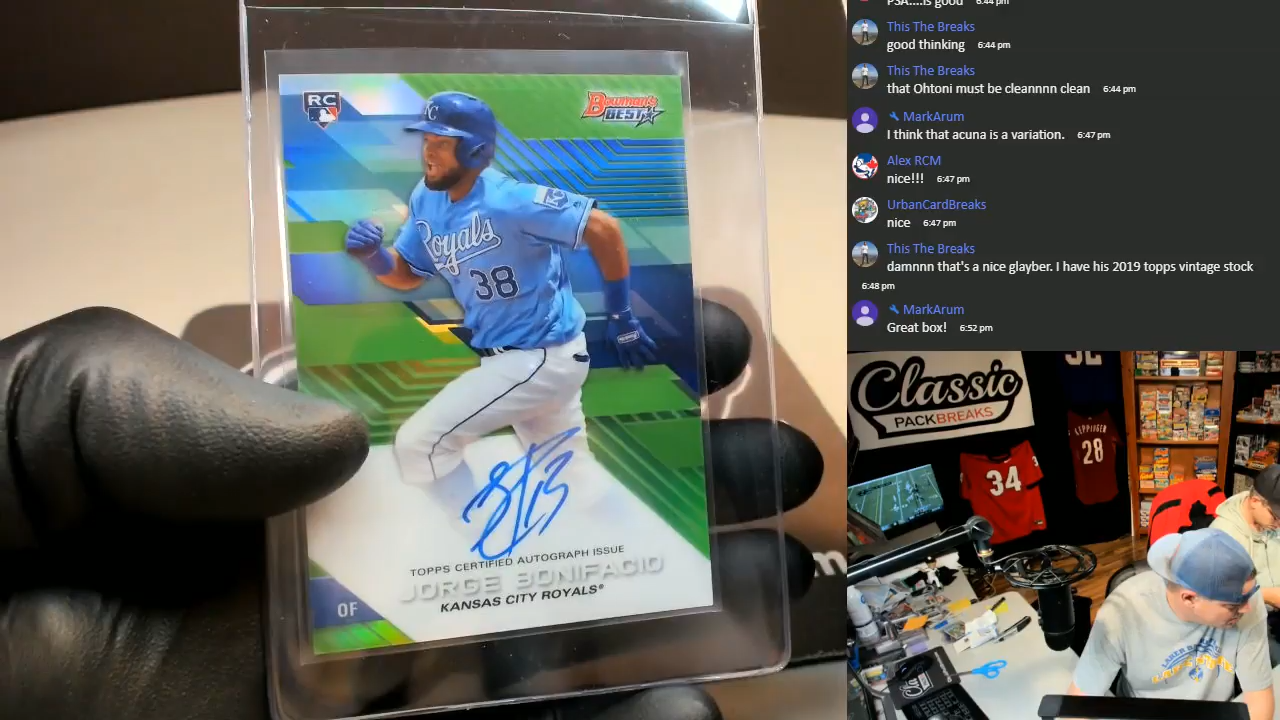 RC
Bowman's
BEST
KC
Royals
38
KC
TOPPS CERTIFIED AUTOGRAPH ISSUE
JORGE BONIFACIO
KANSAS CITY ROYALS®
OF
PSA....is good 6:44 pm
This The Breaks
good thinking 6:44 pm
This The Breaks
that Ohtoni must be cleannnn clean 6:44 pm
MarkArum
I think that acuna is a variation. 6:47 pm
Alex RCM
nice!!! 6:47 pm
UrbanCardBreaks
nice 6:47 pm
This The Breaks
damnnn that's a nice glayber. I have his 2019 topps vintage stock
6:48 pm
MarkArum
Great box! 6:52 pm
Classic
PACKBREAKS
34
KEPPINGER
28
Classic